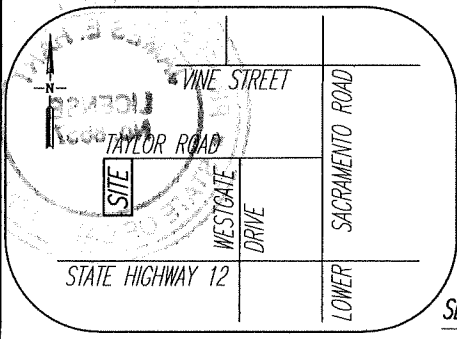 N
VINE STREET
TAYLOR ROAD
SITE
WESTGATE
DRIVE
STATE HIGHWAY 12
LOWER SACRAMENTO ROAD